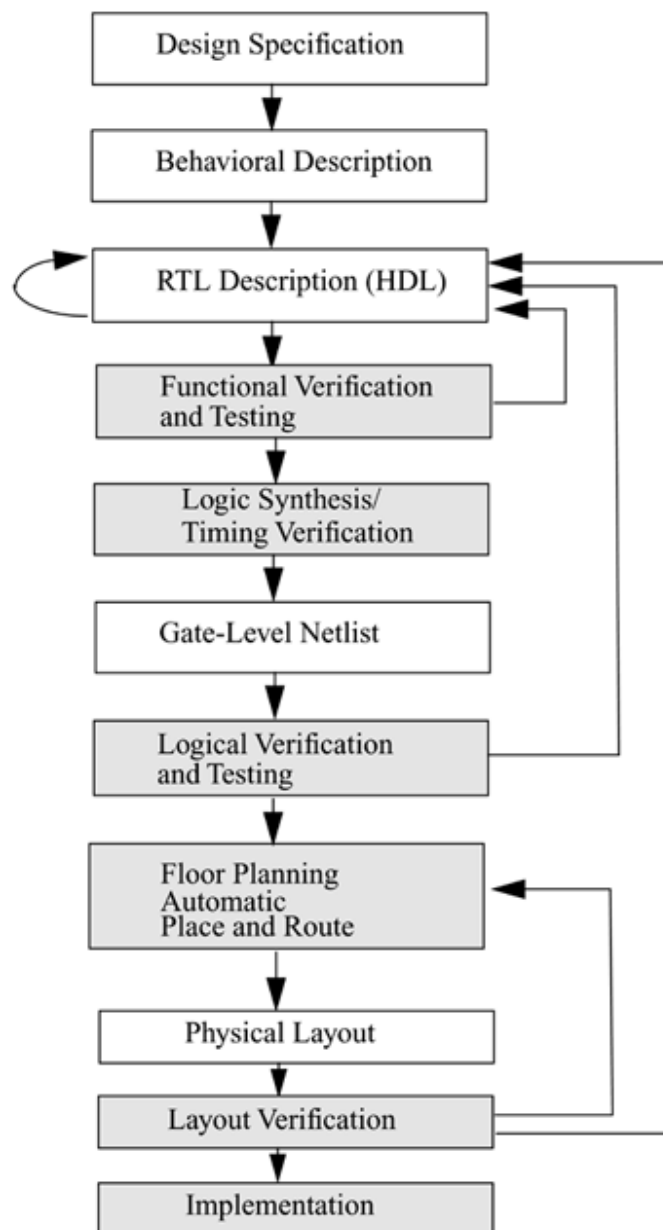 Design Specification
Behavioral Description
RTL Description (HDL)
Functional Verification
and Testing
Logic Synthesis/
Timing Verification
Gate-Level Netlist
Logical Verification
and Testing
Floor Planning
Automatic
Place and Route
Physical Layout
Layout Verification
Implementation